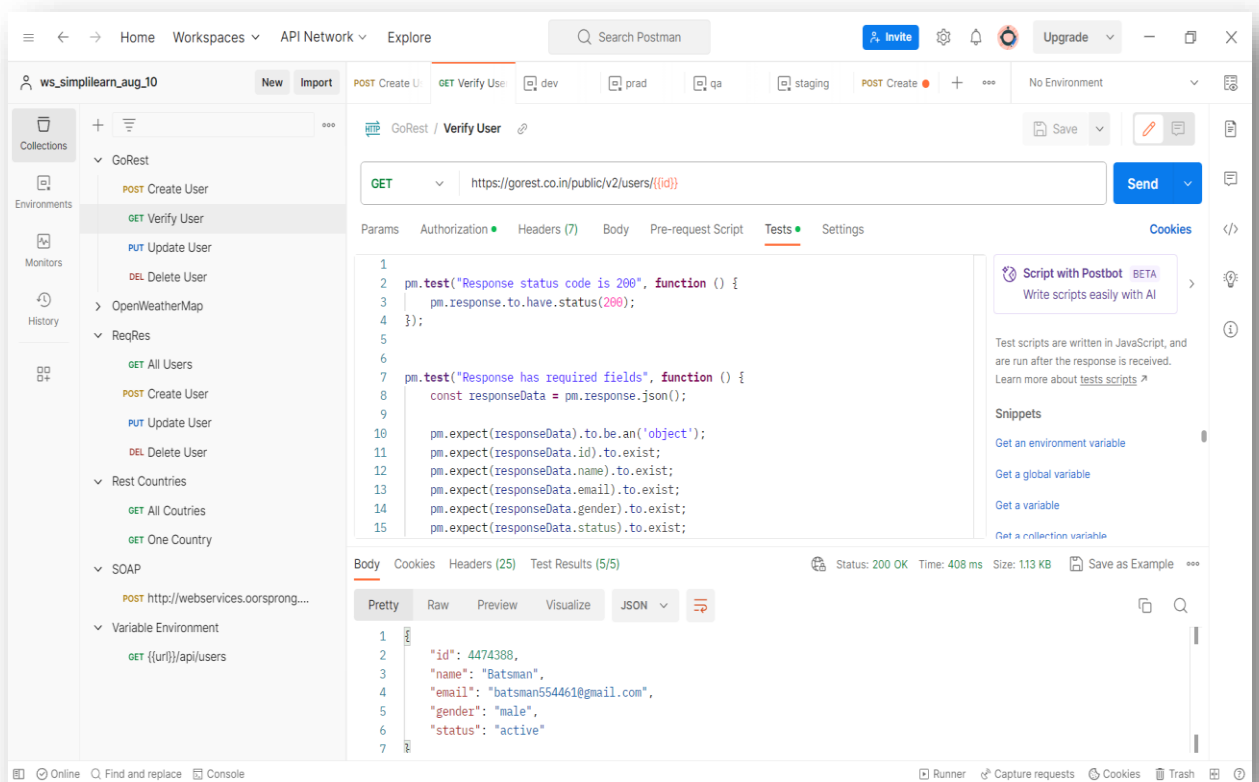 Home Workspaces API Network Explore Search Postman Invite Upgrade
ws_simplilearn_aug_10 New Import
POST Create U GET Verify Use dev prad qa staging POST Create No Environment
Collections
Environments
Monitors
History
GoRest
POST Create User
GET Verify User
PUT Update User
DEL Delete User
OpenWeatherMap
ReqRes
GET All Users
POST Create User
PUT Update User
DEL Delete User
Rest Countries
GET All Coutries
GET One Country
SOAP
POST http://webservices.oorsprong....
Variable Environment
GET {{url}}/api/users
HTTP GoRest / Verify User Save
GET https://gorest.co.in/public/v2/users/{{id}} Send
Params Authorization Headers (7) Body Pre-request Script Tests Settings Cookies
1
2 pm.test("Response status code is 200", function () {
3 pm.response.to.have.status(200);
4 });
5
6
7 pm.test("Response has required fields", function () {
8 const responseData = pm.response.json();
9
10 pm.expect(responseData).to.be.an('object');
11 pm.expect(responseData.id).to.exist;
12 pm.expect(responseData.name).to.exist;
13 pm.expect(responseData.email).to.exist;
14 pm.expect(responseData.gender).to.exist;
15 pm.expect(responseData.status).to.exist;
Script with Postbot BETA
Write scripts easily with AI
Test scripts are written in JavaScript, and
are run after the response is received.
Learn more about tests scripts
Snippets
Get an environment variable
Get a global variable
Get a variable
Get a collection variable
Body Cookies Headers (25) Test Results (5/5) Status: 200 OK Time: 408 ms Size: 1.13 KB Save as Example
Pretty Raw Preview Visualize JSON
1 {
2 "id": 4474388,
3 "name": "Batsman",
4 "email": "batsman554461@gmail.com",
5 "gender": "male",
6 "status": "active"
7 }
Online Find and replace Console Runner Capture requests Cookies Trash